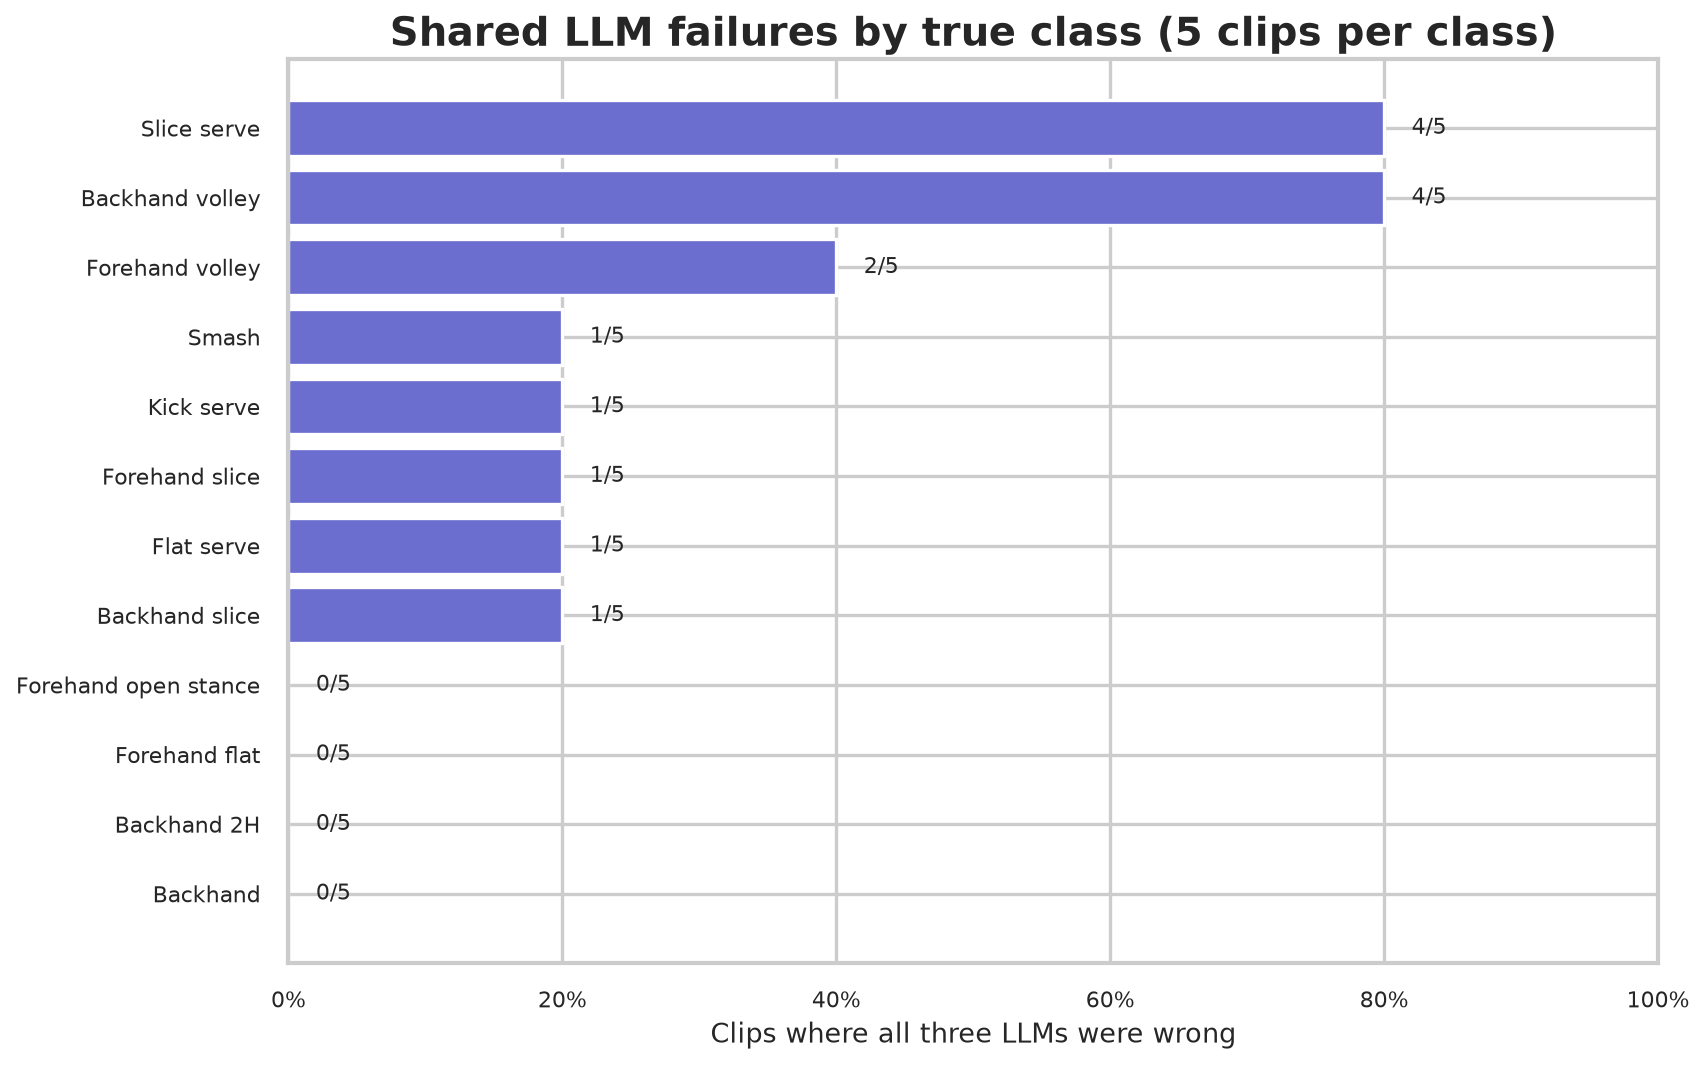 Shared LLM failures by true class (5 clips per class)
Slice serve 4/5
Backhand volley 4/5
Forehand volley 2/5
Smash 1/5
Kick serve 1/5
Forehand slice 1/5
Flat serve 1/5
Backhand slice 1/5
Forehand open stance 0/5
Forehand flat 0/5
Backhand 2H 0/5
Backhand 0/5
0% 20% 40% 60% 80% 100%
Clips where all three LLMs were wrong